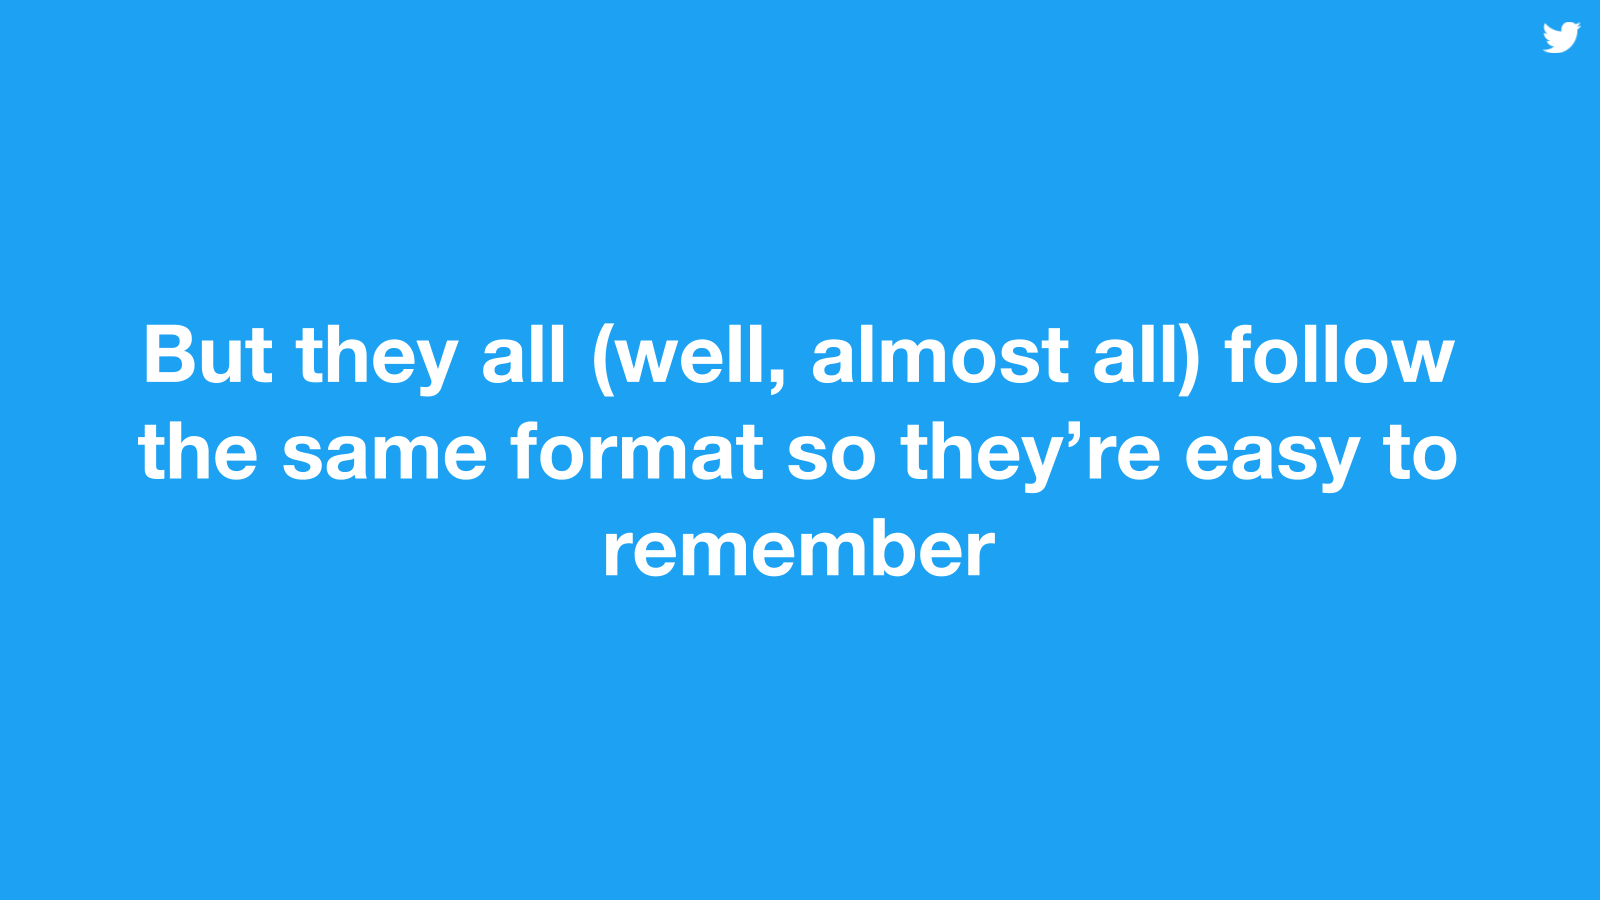 But they all (well, almost all) follow
the same format so they’re easy to
remember